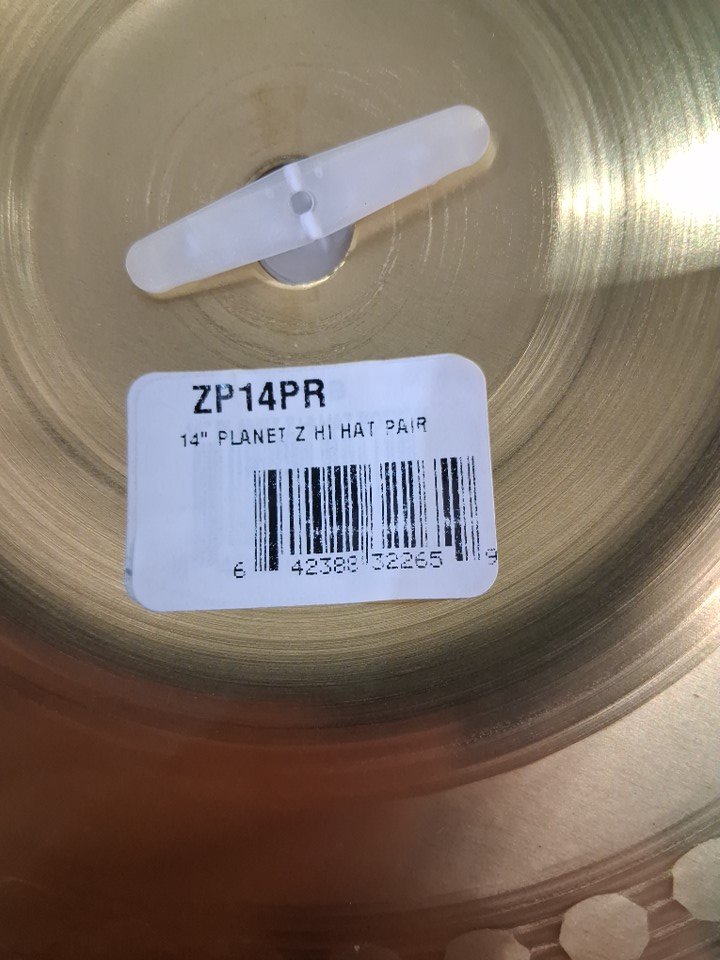 ZP14PR
14" PLANET Z HI HAT PAIR
6 42388 32265 9